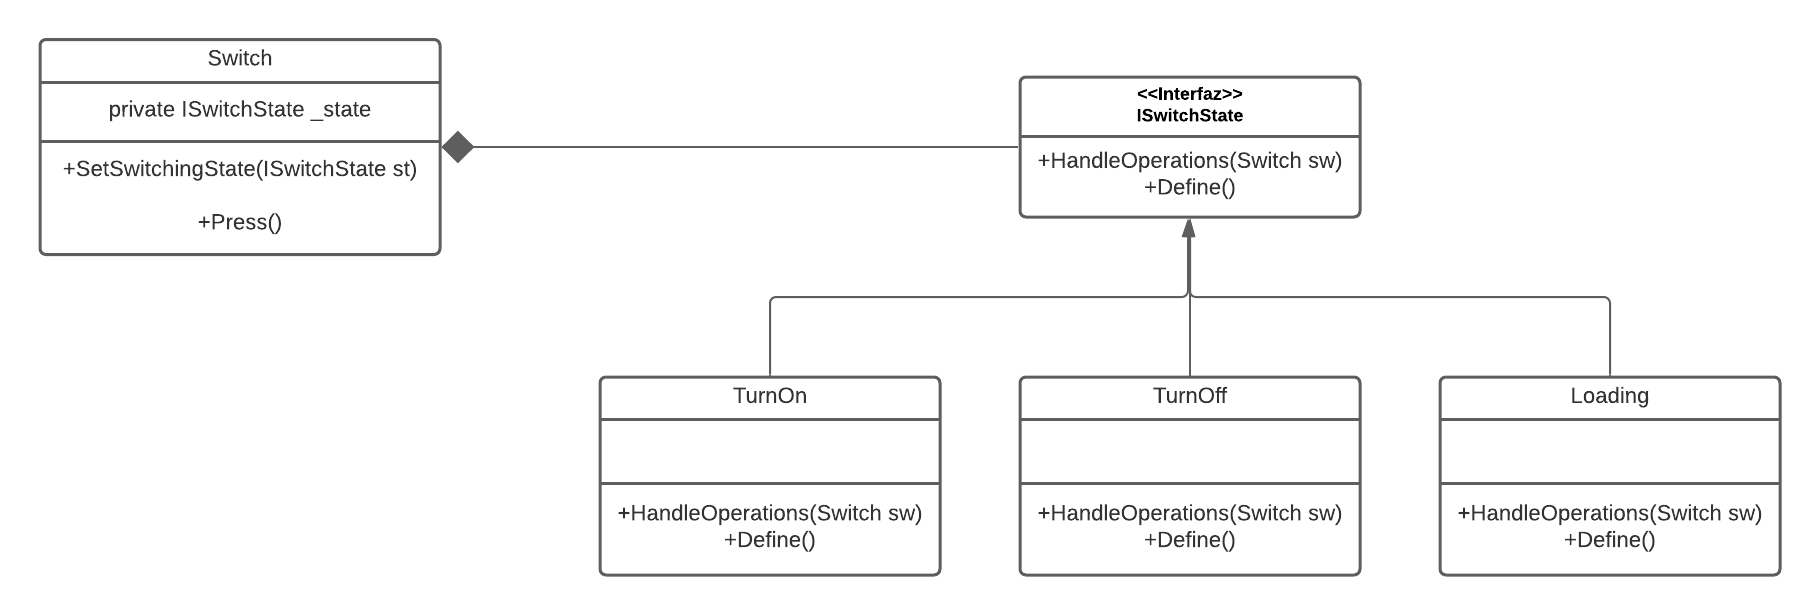 Switch
private ISwitchState _state
+SetSwitchingState(ISwitchState st)
+Press()
<<Interfaz>>
ISwitchState
+HandleOperations(Switch sw)
+Define()
TurnOn
+HandleOperations(Switch sw)
+Define()
TurnOff
+HandleOperations(Switch sw)
+Define()
Loading
+HandleOperations(Switch sw)
+Define()